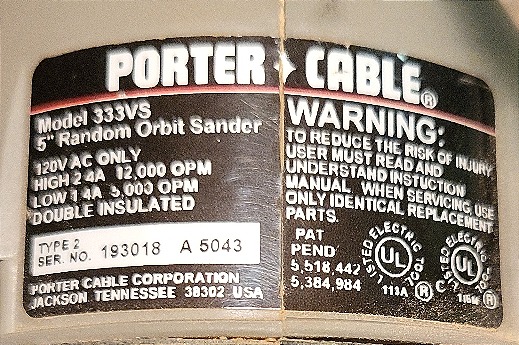 PORTER CABLE®
Model 333VS
5" Random Orbit Sander
120V AC ONLY
HIGH 2.4A 12,000 OPM
LOW 1.4A 5,000 OPM
DOUBLE INSULATED
TYPE 2
SER. NO. 193018 A 5043
PORTER CABLE CORPORATION
JACKSON, TENNESSEE 38302 USA
WARNING:
TO REDUCE THE RISK OF INJURY
USER MUST READ AND
UNDERSTAND INSTUCTION
MANUAL. WHEN SERVICING USE
ONLY IDENTICAL REPLACEMENT
PARTS.
PAT
PEND
5,518,442
5,384,984
LISTED ELECTRIC TOOL
UL
®
111A
LISTED ELECTRIC TOOL
C UL
®